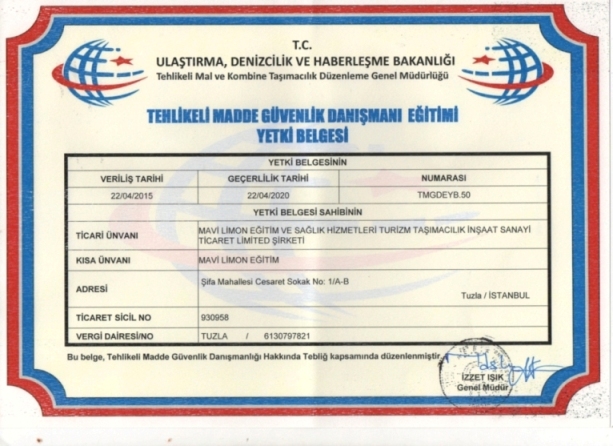 T.C.
ULAŞTIRMA, DENİZCİLİK VE HABERLEŞME BAKANLIĞI
Tehlikeli Mal ve Kombine Taşımacılık Düzenleme Genel Müdürlüğü
TEHLİKELİ MADDE GÜVENLİK DANIŞMANI EĞİTİMİ
YETKİ BELGESİ
YETKİ BELGESİNİN
VERİLİŞ TARİHİ GEÇERLİLİK TARİHİ NUMARASI
22/04/2015 22/04/2020 TMGDEYB.50
YETKİ BELGESİ SAHİBİNİN
TİCARİ ÜNVANI MAVİ LİMON EĞİTİM VE SAĞLIK HİZMETLERİ TURİZM TAŞIMACILIK İNŞAAT SANAYİ
TİCARET LİMİTED ŞİRKETİ
KISA ÜNVANI MAVİ LİMON EĞİTİM
ADRESİ Şifa Mahallesi Cesaret Sokak No: 1/A-B
Tuzla / İSTANBUL
TİCARET SİCİL NO 930958
VERGİ DAİRESİ/NO TUZLA / 6130797821
Bu belge, Tehlikeli Madde Güvenlik Danışmanlığı Hakkında Tebliğ kapsamında düzenlenmiştir.
İZZET IŞIK
Genel Müdür